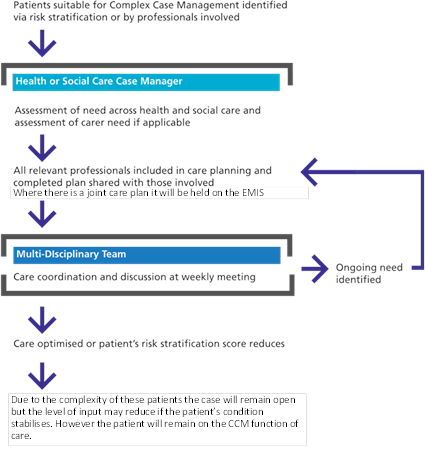 Patients suitable for Complex Case Management identified
via risk stratification or by professionals involved
Health or Social Care Case Manager
Assessment of need across health and social care and
assessment of carer need if applicable
All relevant professionals included in care planning and
completed plan shared with those involved
Where there is a joint care plan it will be held on the EMIS
Multi-DIsciplinary Team
Care coordination and discussion at weekly meeting
Ongoing need
identified
Care optimised or patient's risk stratification score reduces
Due to the complexity of these patients the case will remain open
but the level of input may reduce if the patient's condition
stabilises. However the patient will remain on the CCM function of
care.